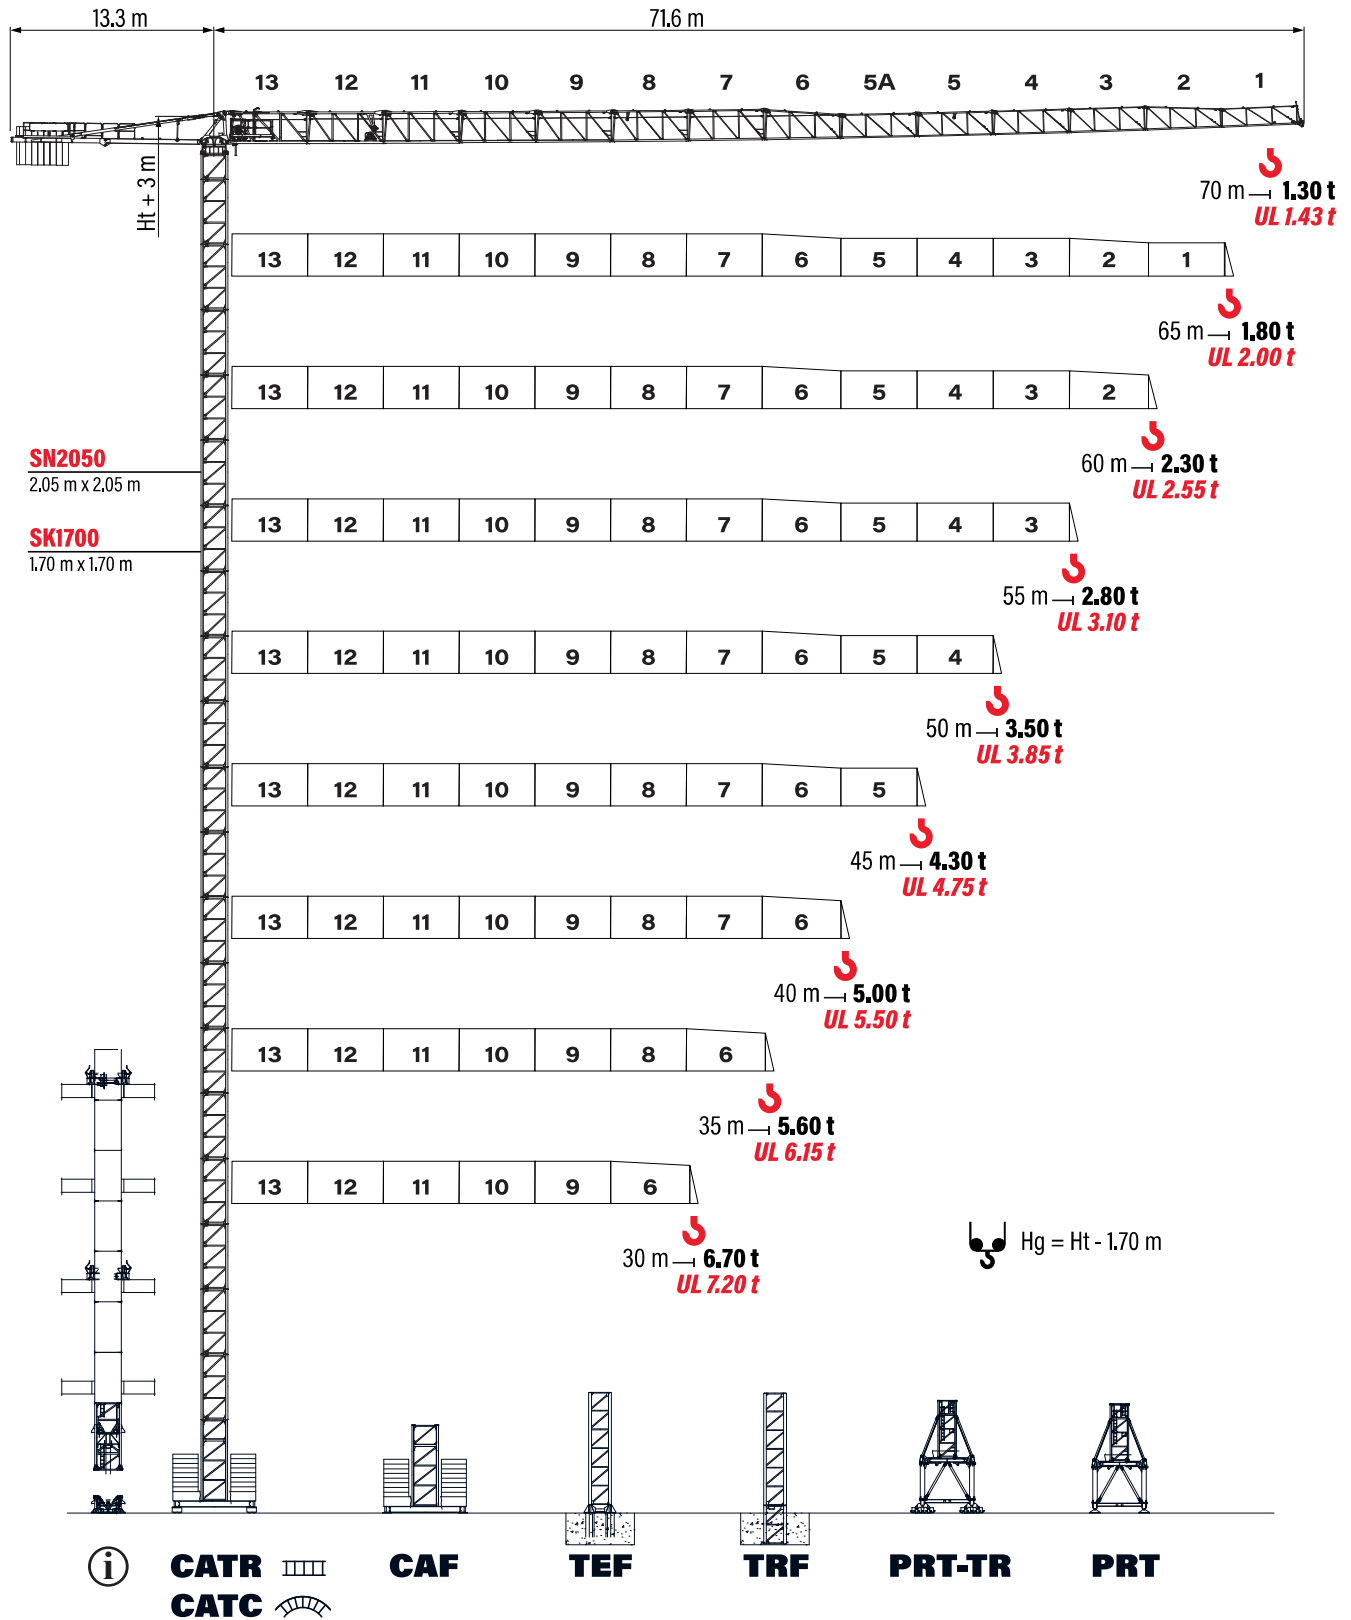 13.3 m 71.6 m
13 12 11 10 9 8 7 6 5A 5 4 3 2 1
Ht + 3 m
70 m 1.30 t
UL 1.43 t
13 12 11 10 9 8 7 6 5 4 3 2 1
65 m 1.80 t
UL 2.00 t
13 12 11 10 9 8 7 6 5 4 3 2
60 m 2.30 t
UL 2.55 t
SN2050
2.05 m x 2.05 m
13 12 11 10 9 8 7 6 5 4 3
SK1700
1.70 m x 1.70 m
55 m 2.80 t
UL 3.10 t
13 12 11 10 9 8 7 6 5 4
50 m 3.50 t
UL 3.85 t
13 12 11 10 9 8 7 6 5
45 m 4.30 t
UL 4.75 t
13 12 11 10 9 8 7 6
40 m 5.00 t
UL 5.50 t
13 12 11 10 9 8 6
35 m 5.60 t
UL 6.15 t
13 12 11 10 9 6
30 m 6.70 t
UL 7.20 t
Hg = Ht - 1.70 m
i CATR CAF TEF TRF PRT-TR PRT
CATC